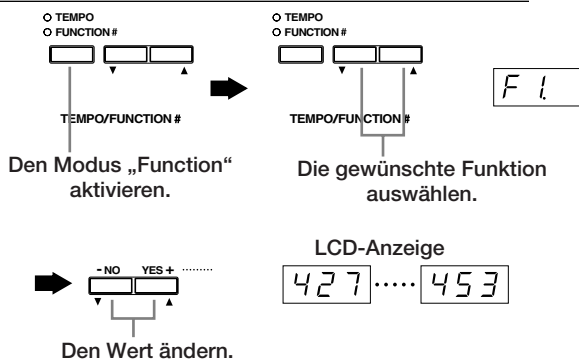 TEMPO
FUNCTION #
▼ ▲
TEMPO/FUNCTION #
Den Modus „Function“
aktivieren.
TEMPO
FUNCTION #
▼ ▲
TEMPO/FUNCTION #
Die gewünschte Funktion
auswählen.
F 1.
- NO YES + ·········
▼ ▲
Den Wert ändern.
LCD-Anzeige
427 ····· 453